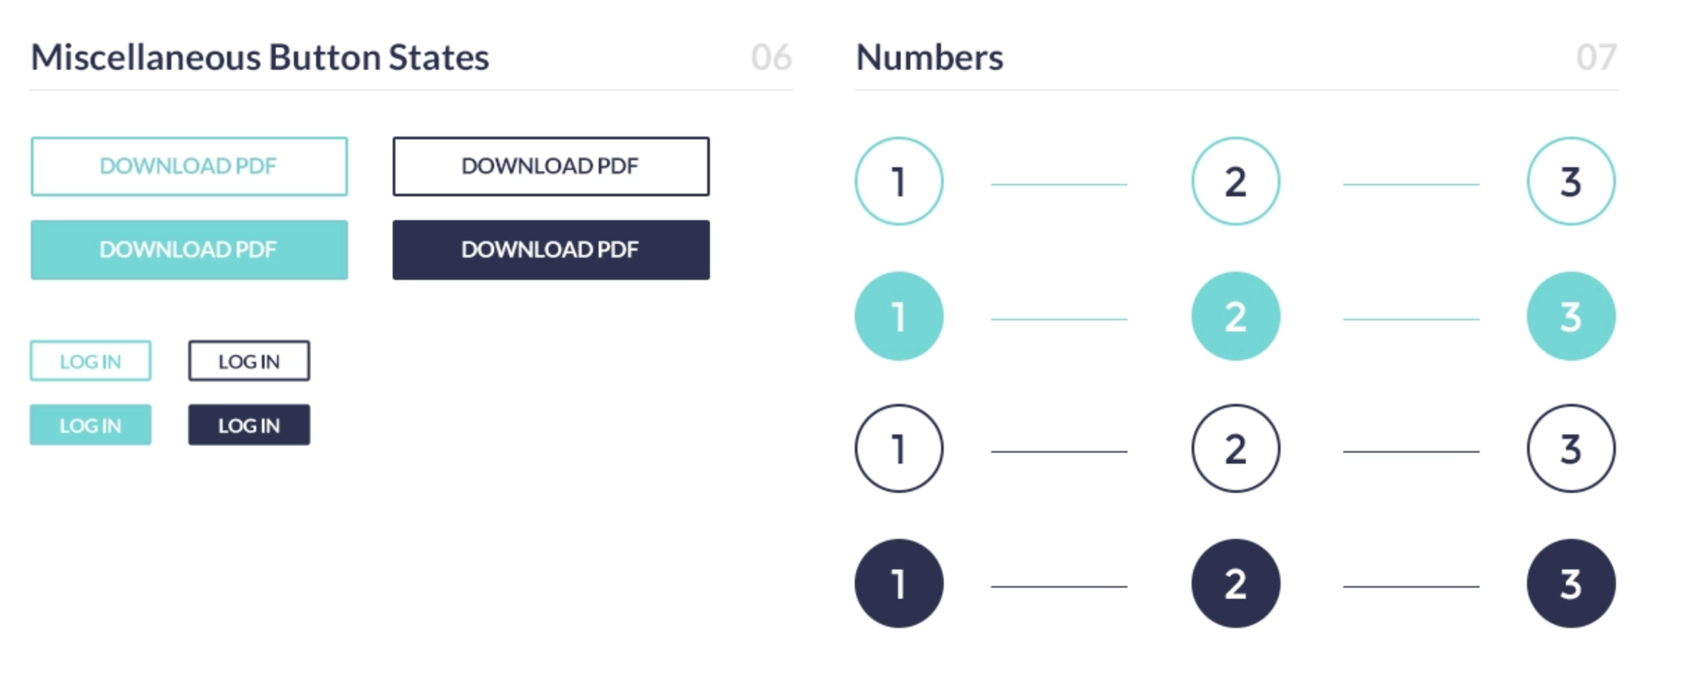 Miscellaneous Button States 06
DOWNLOAD PDF DOWNLOAD PDF
DOWNLOAD PDF DOWNLOAD PDF
LOG IN LOG IN
LOG IN LOG IN
Numbers 07
1 2 3
1 2 3
1 2 3
1 2 3